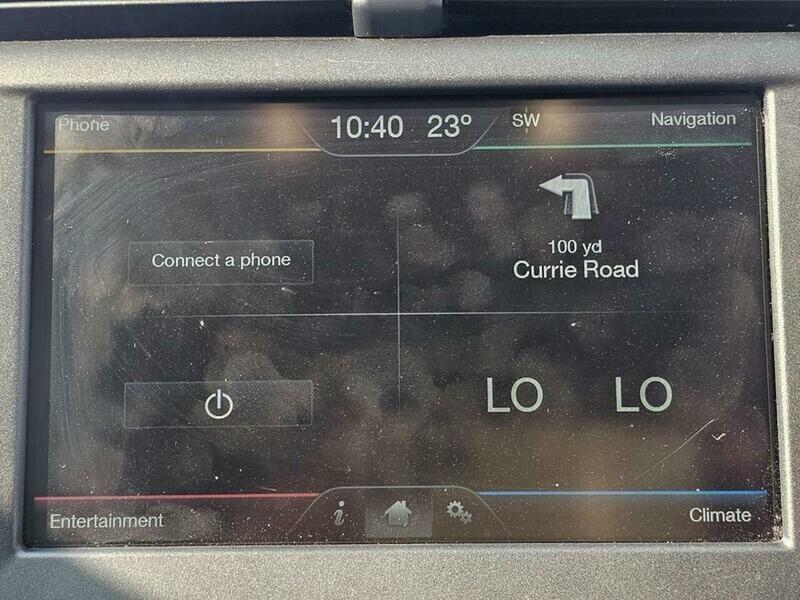 Phone
10:40 23°
SW
Navigation
100 yd
Currie Road
Connect a phone
LO LO
Entertainment
i
Climate